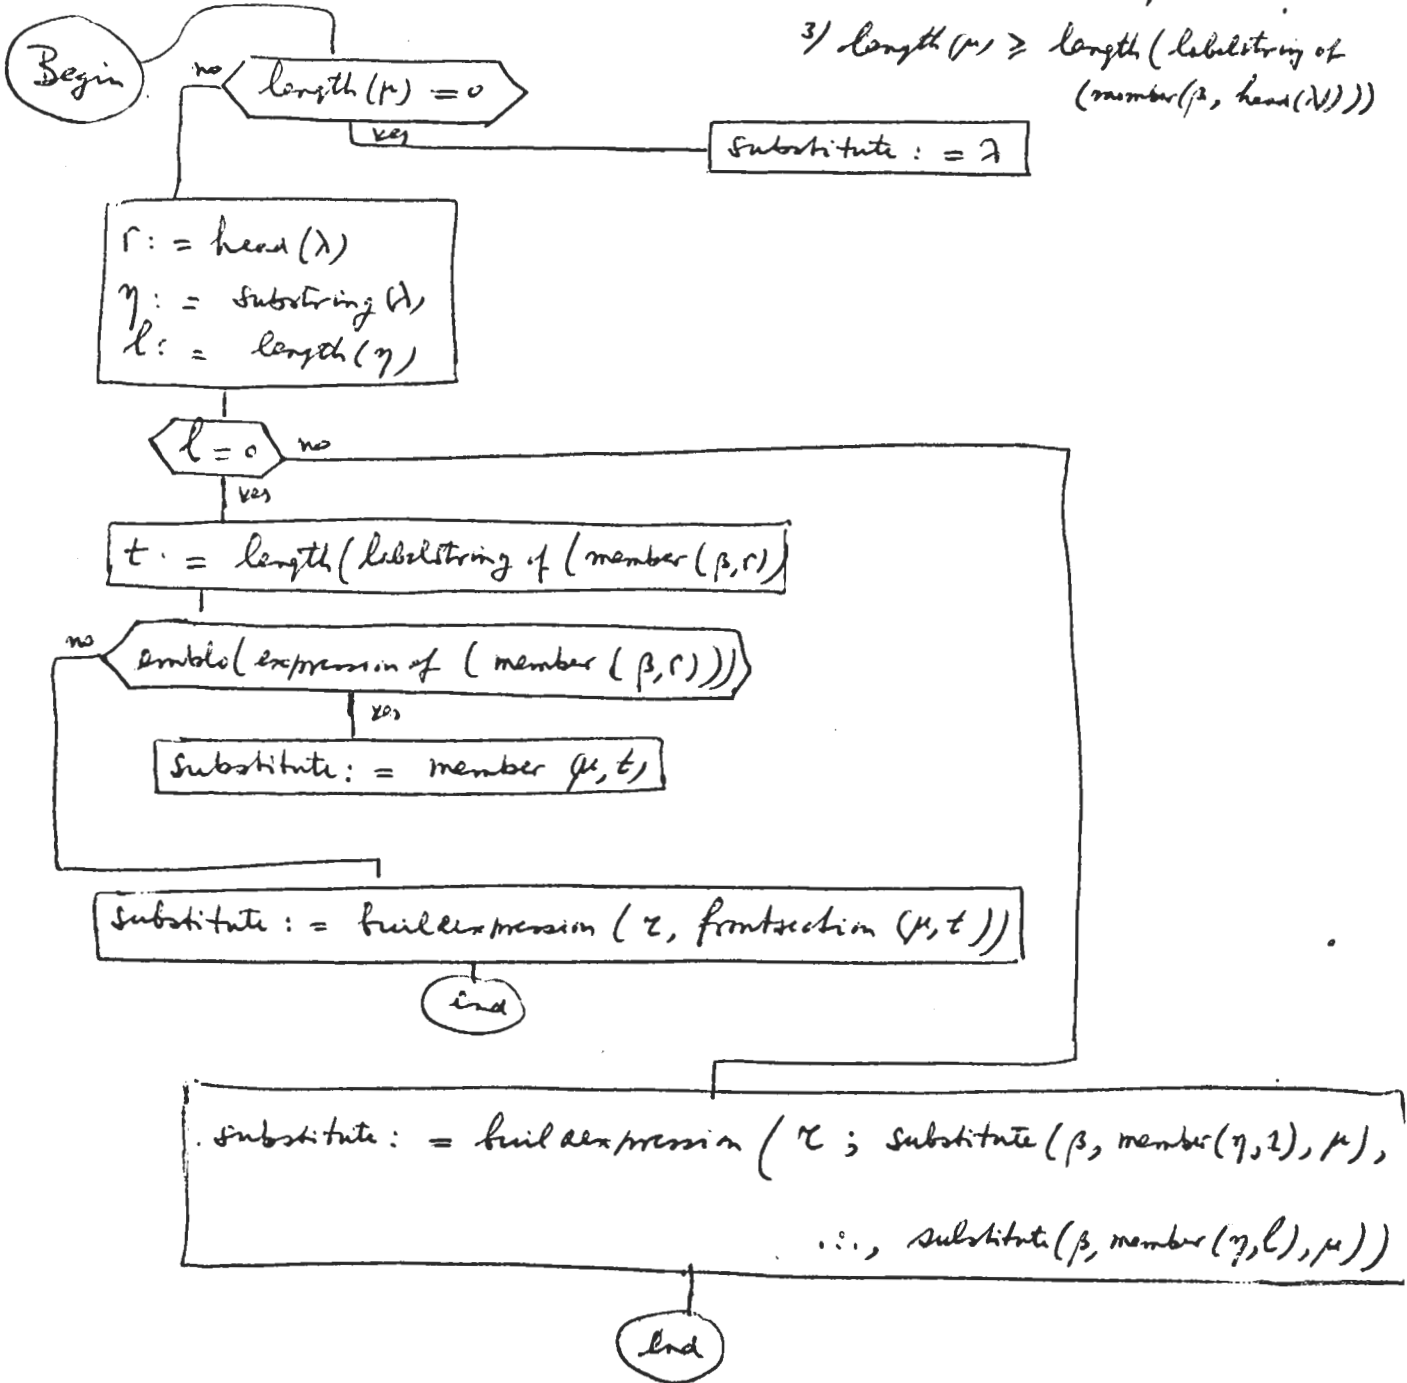 Begin
3) length(μ) ≥ length(labelstring of
(member(β, head(λ))))
no
length(μ) = 0
yes
substitute := λ
r := head(λ)
η := substring(λ)
l := length(η)
l = 0
no
yes
t := length(labelstring of (member(β, r)
no
emblo(expression of (member(β, r)))
yes
substitute := member (μ, t)
substitute := buildexpression (r, frontsection (μ, t))
end
substitute := buildexpression (r ; substitute(β, member(η, 1), μ),
..., substitute(β, member(η, l), μ))
End